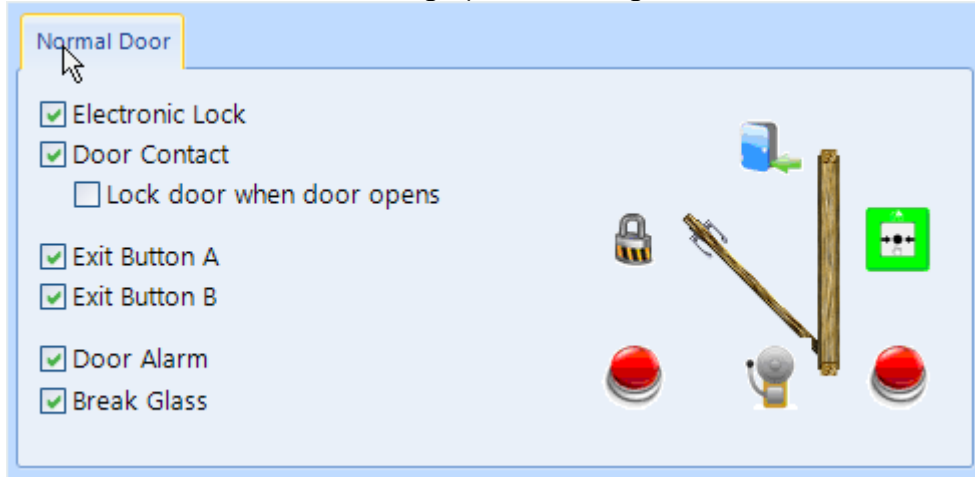 Normal Door
Electronic Lock
Door Contact
Lock door when door opens
Exit Button A
Exit Button B
Door Alarm
Break Glass